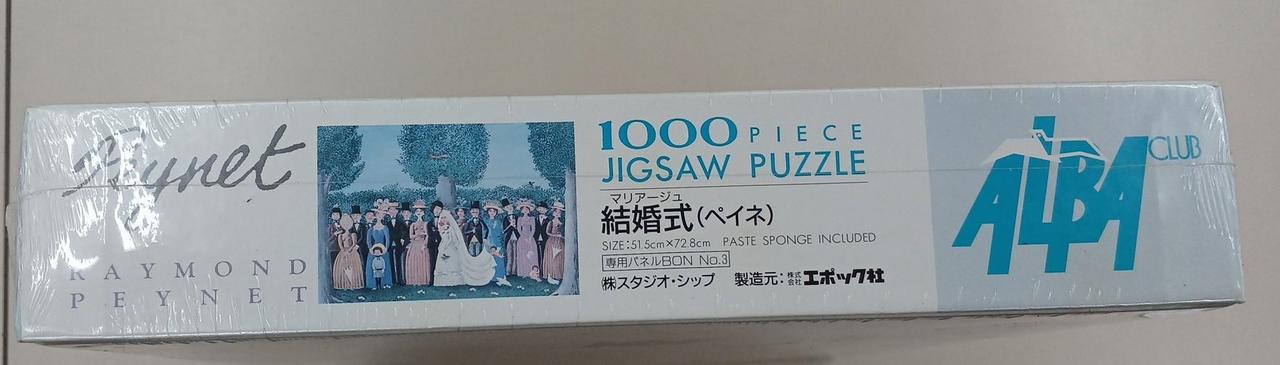 Peynet
RAYMOND
PEYNET
1000 PIECE
JIGSAW PUZZLE
マリアージュ
結婚式(ペイネ)
SIZE:51.5cm×72.8cm PASTE SPONGE INCLUDED
専用パネルBON No.3
㈱スタジオ・シップ 製造元:株式会社エポック社
ALBA CLUB